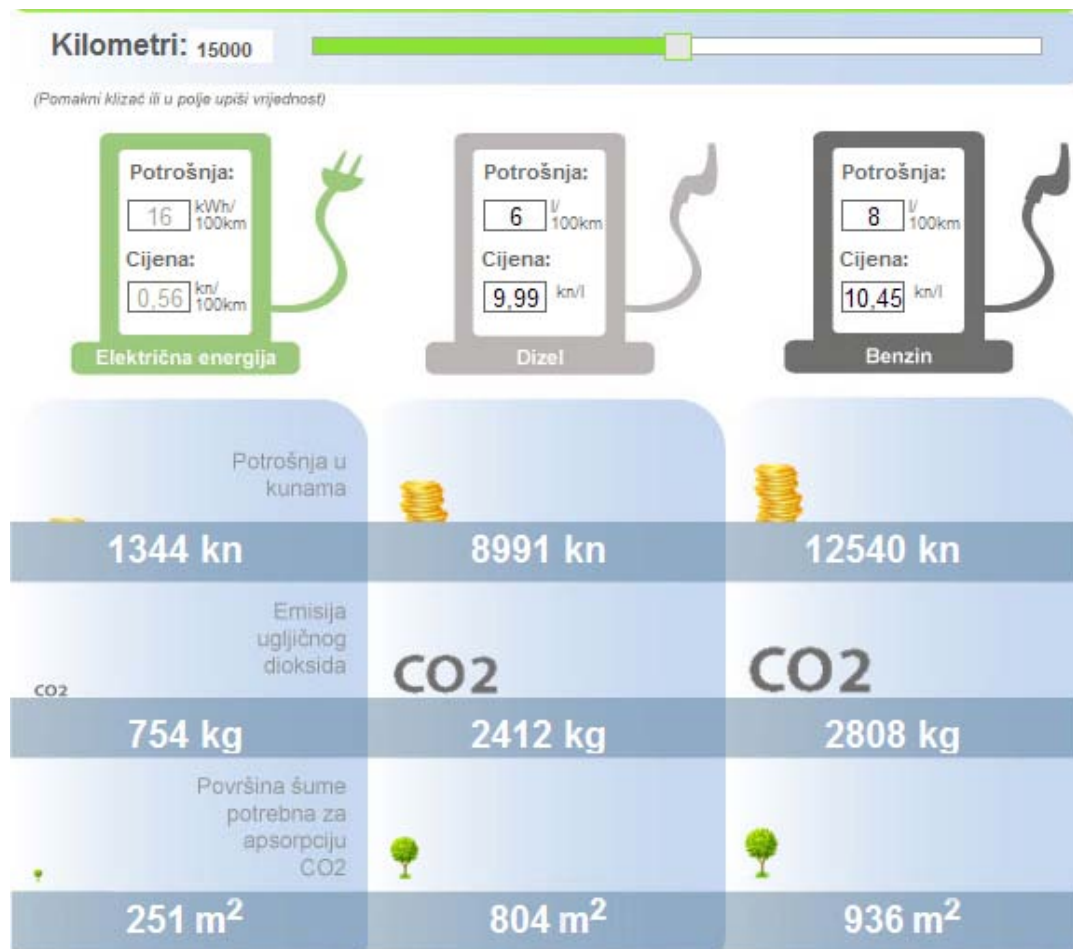 Kilometri: 15000
(Pomakni klizač ili u polje upiši vrijednost)
Potrošnja:
16 kWh/
100km
Cijena:
0,56 kn/
100km
Električna energija
Potrošnja:
6 l/
100km
Cijena:
9,99 kn/l
Dizel
Potrošnja:
8 l/
100km
Cijena:
10,45 kn/l
Benzin
Potrošnja u
kunama
1344 kn
8991 kn
12540 kn
Emisija
ugljičnog
dioksida
CO2
CO2
CO2
754 kg
2412 kg
2808 kg
Površina šume
potrebna za
apsorpciju
CO2
251 m²
804 m²
936 m²